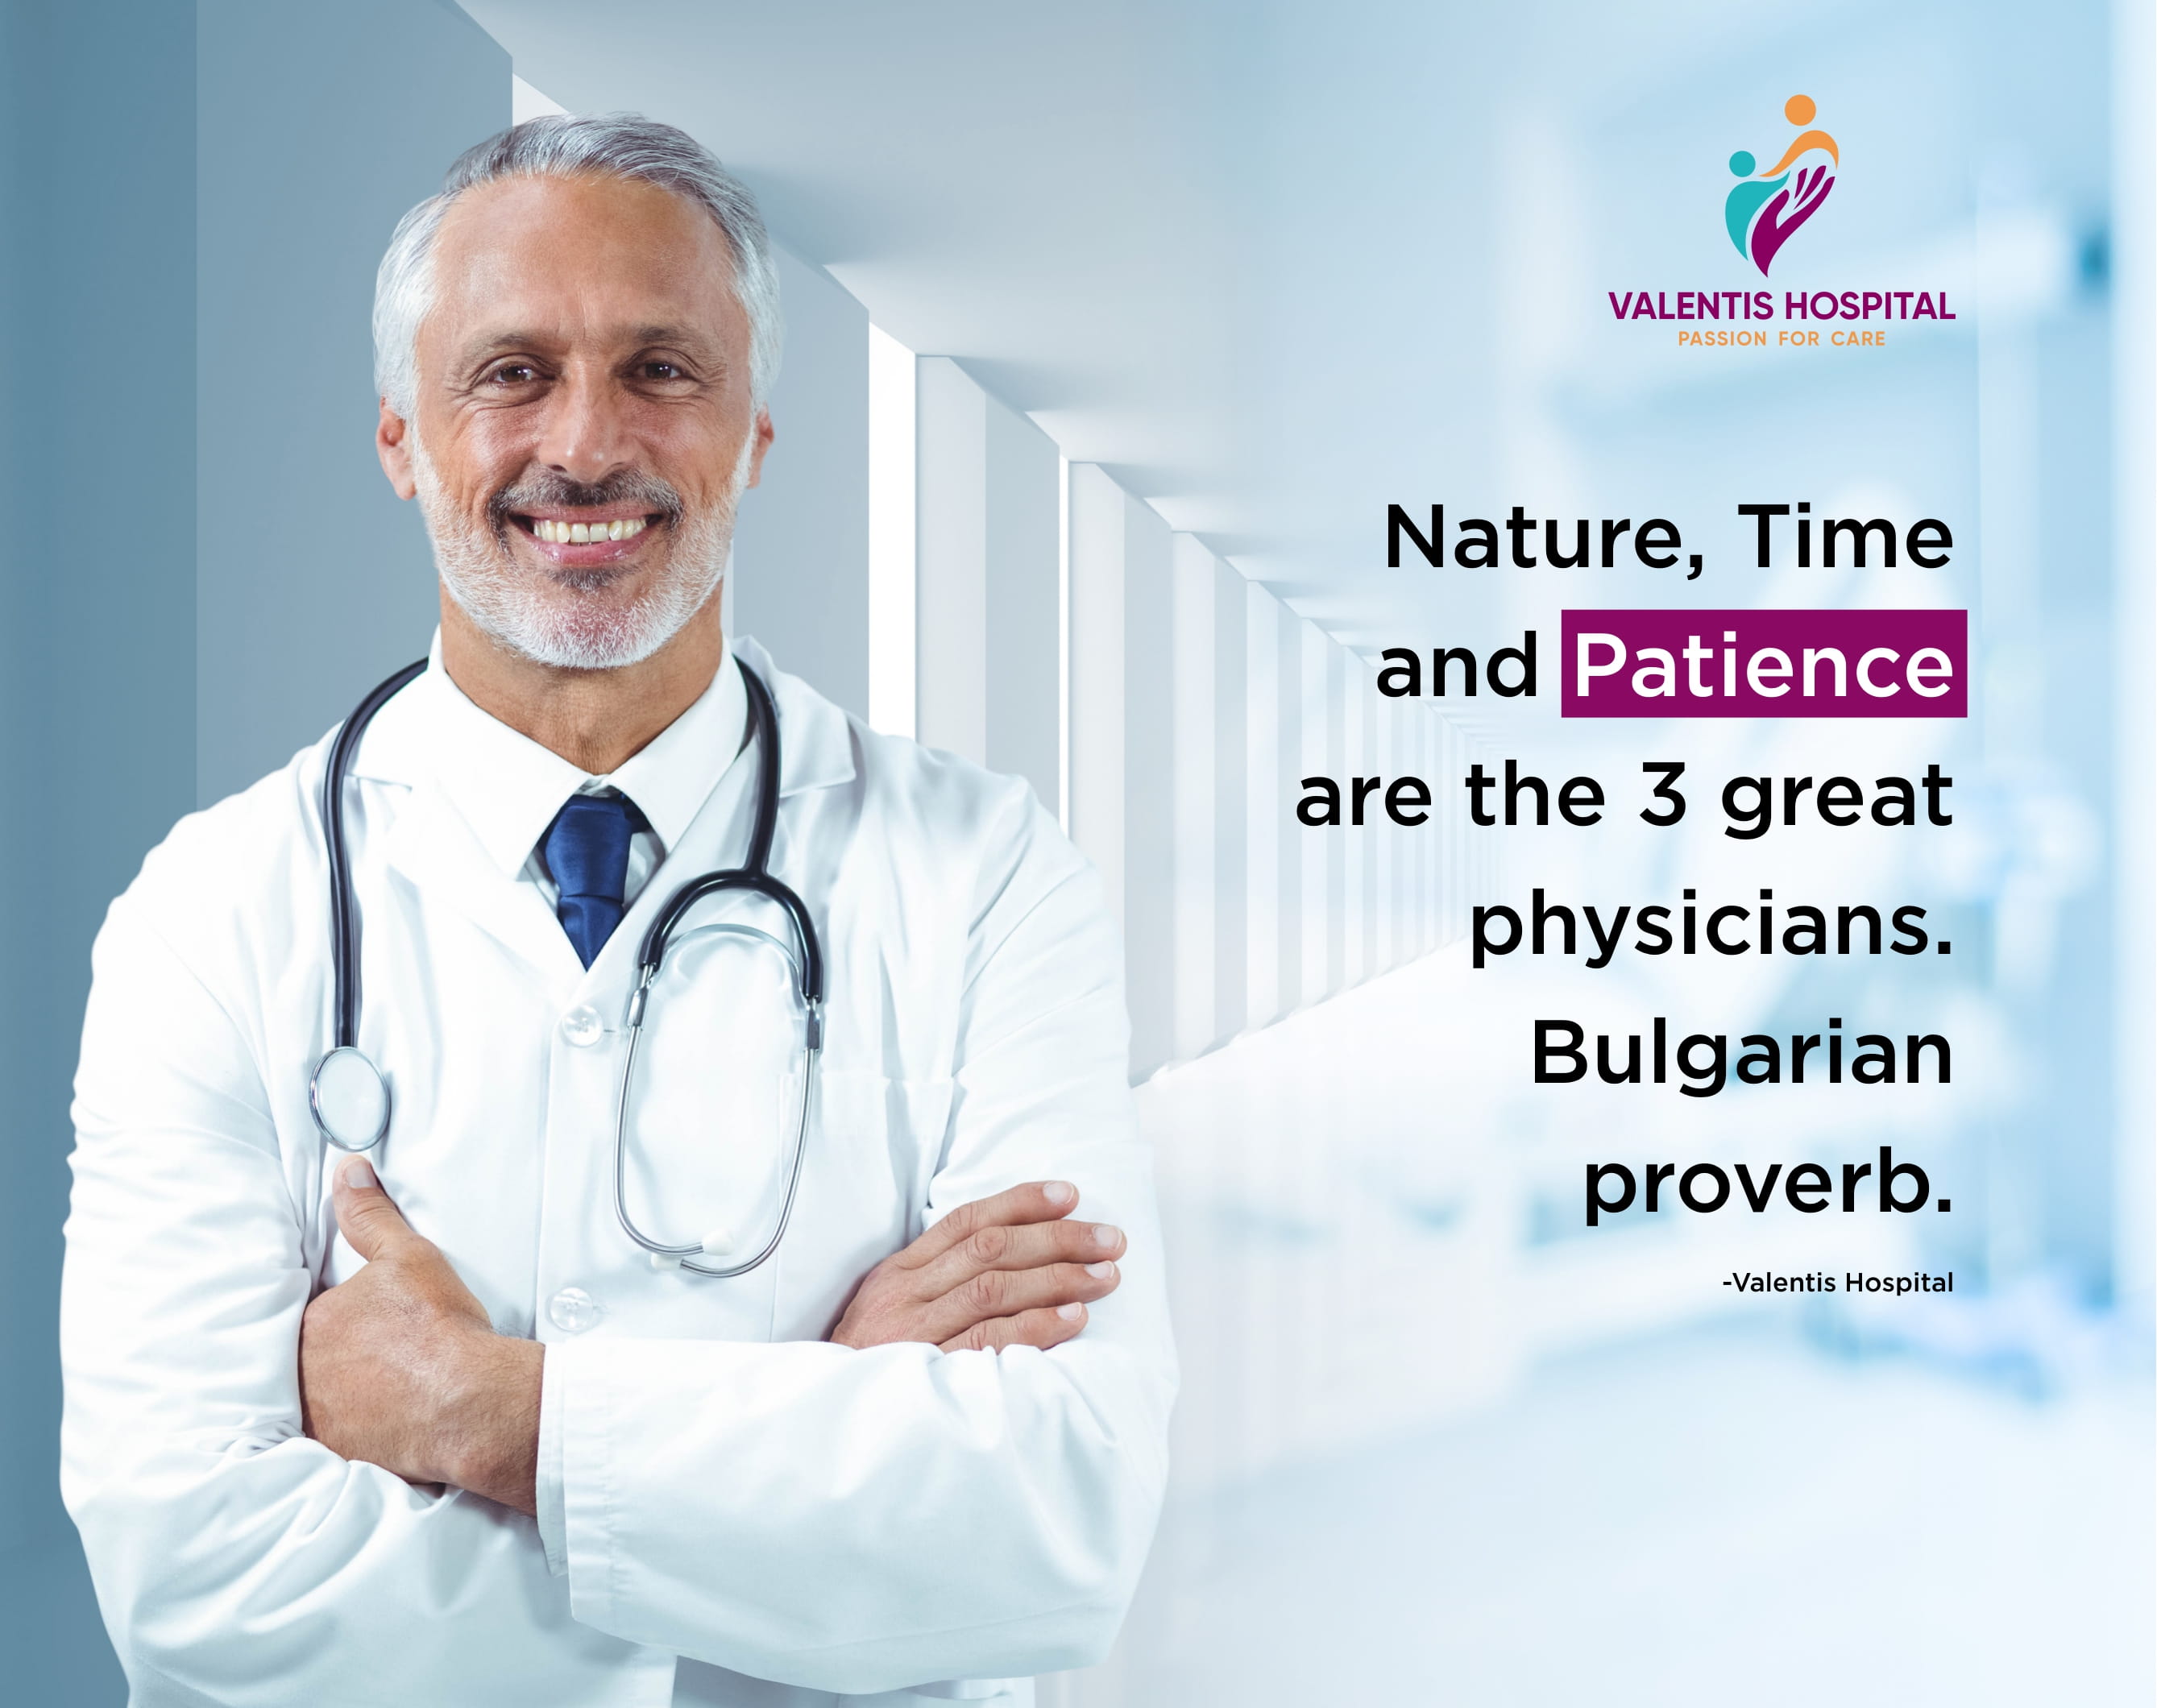 VALENTIS HOSPITAL
PASSION FOR CARE
Nature, Time
and Patience
are the 3 great
physicians.
Bulgarian
proverb.
-Valentis Hospital